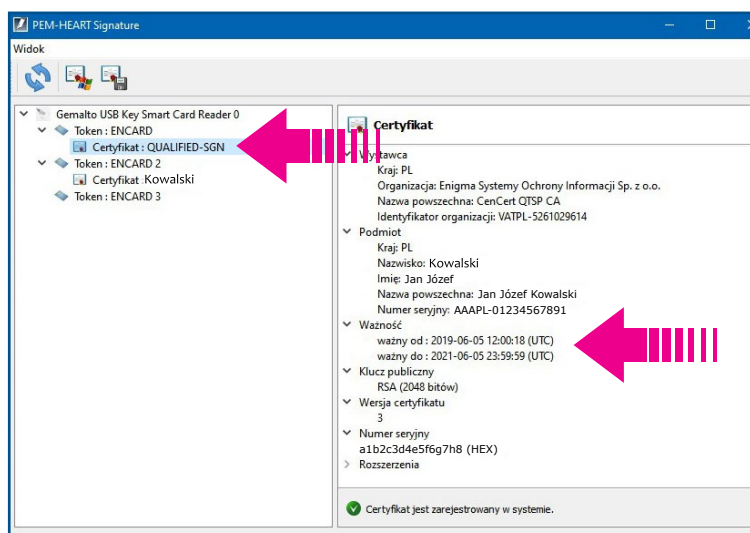 PEM-HEART Signature
Widok
Gemalto USB Key Smart Card Reader 0
Token : ENCARD
Certyfikat : QUALIFIED-SGN
Token : ENCARD 2
Certyfikat :Kowalski
Token : ENCARD 3
Certyfikat
Wystawca
Kraj: PL
Organizacja: Enigma Systemy Ochrony Informacji Sp. z o.o.
Nazwa powszechna: CenCert QTSP CA
Identyfikator organizacji: VATPL-5261029614
Podmiot
Kraj: PL
Nazwisko: Kowalski
Imię: Jan Józef
Nazwa powszechna: Jan Józef Kowalski
Numer seryjny: AAAPL-01234567891
Ważność
ważny od : 2019-06-05 12:00:18 (UTC)
ważny do : 2021-06-05 23:59:59 (UTC)
Klucz publiczny
RSA (2048 bitów)
Wersja certyfikatu
3
Numer seryjny
a1b2c3d4e5f6g7h8 (HEX)
Rozszerzenia
Certyfikat jest zarejestrowany w systemie.